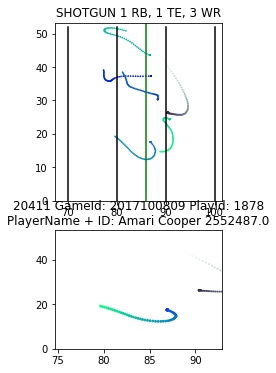 SHOTGUN 1 RB, 1 TE, 3 WR
50
40
30
20
10
0
70 80 90 100
20411 GameId: 2017100809 PlayId: 1878
PlayerName + ID: Amari Cooper 2552487.0
40
20
0
75 80 85 90